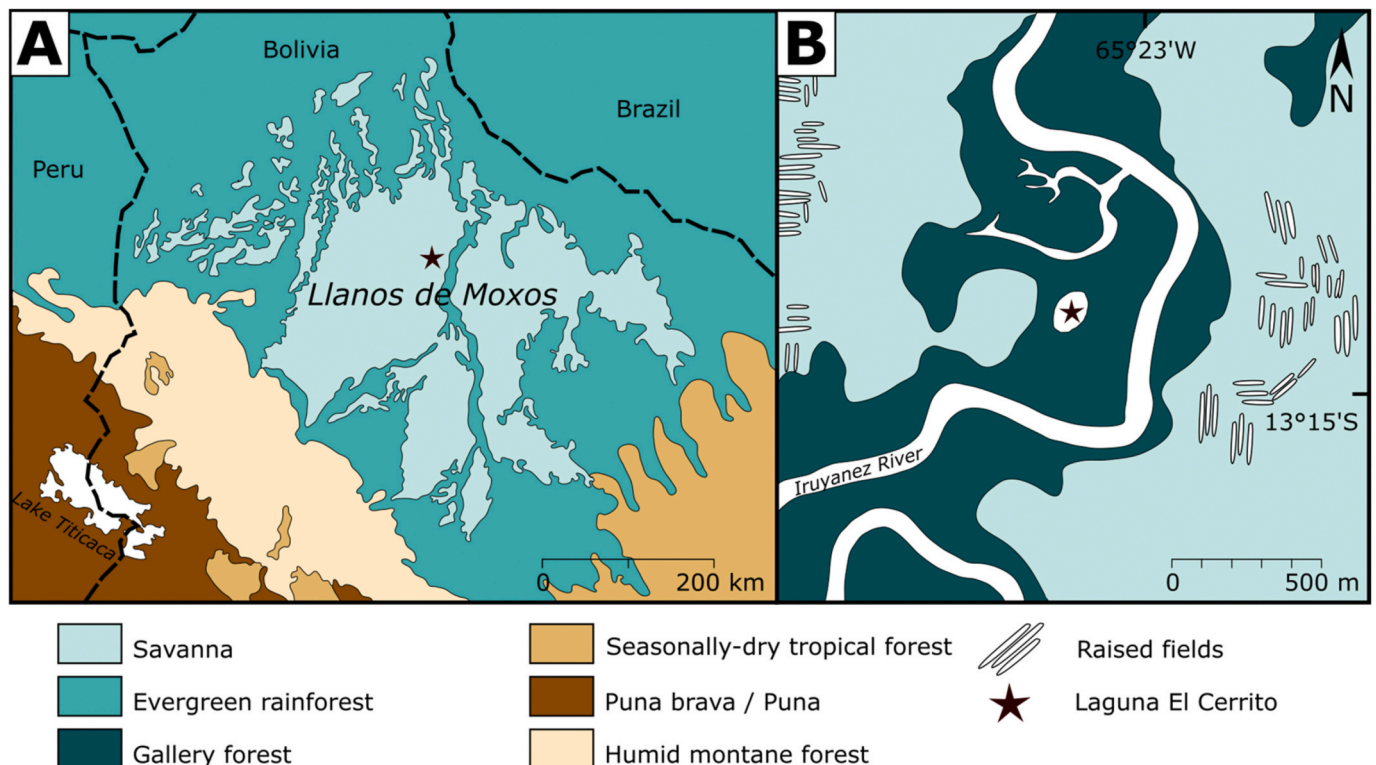 A
Bolivia
Brazil
Peru
Llanos de Moxos
Lake Titicaca
0 200 km
B
65°23'W
N
13°15'S
Iruyanez River
0 500 m
Savanna
Evergreen rainforest
Gallery forest
Seasonally-dry tropical forest
Puna brava / Puna
Humid montane forest
Raised fields
Laguna El Cerrito